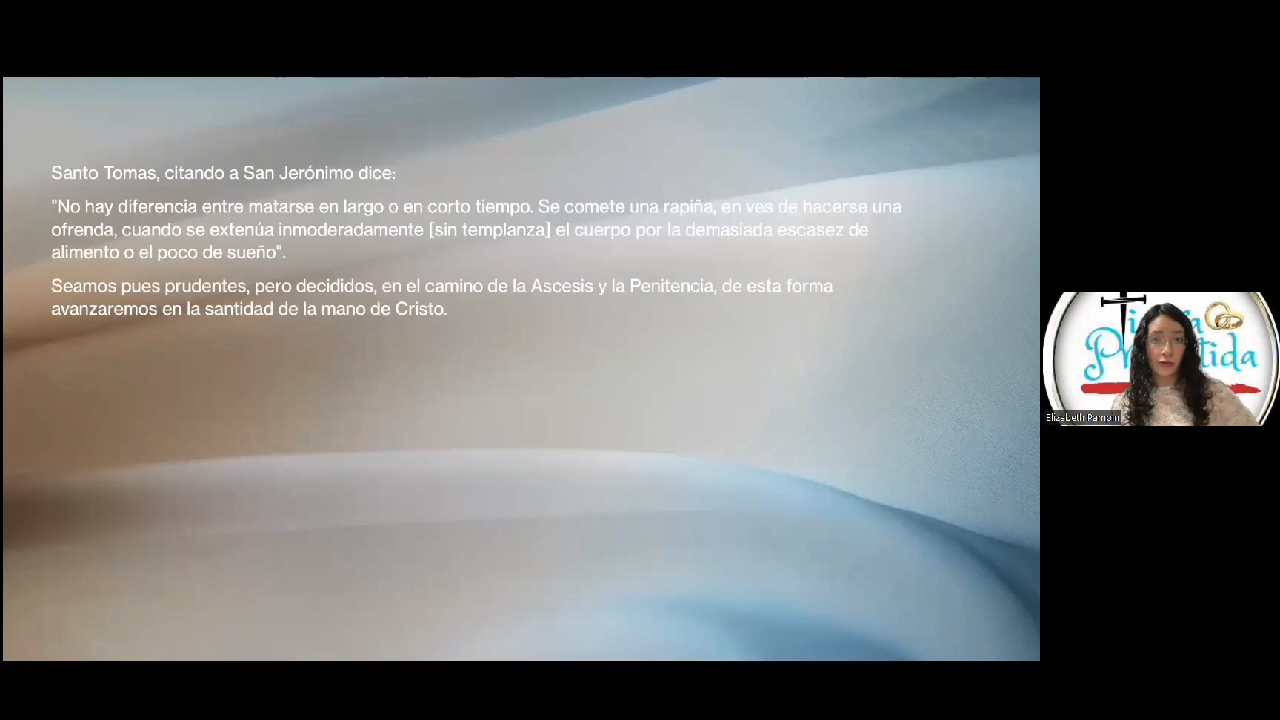 Santo Tomas, citando a San Jerónimo dice:
"No hay diferencia entre matarse en largo o en corto tiempo. Se comete una rapiña, en ves de hacerse una
ofrenda, cuando se extenúa inmoderadamente [sin templanza] el cuerpo por la demasiada escasez de
alimento o el poco de sueño".
Seamos pues prudentes, pero decididos, en el camino de la Ascesis y la Penitencia, de esta forma
avanzaremos en la santidad de la mano de Cristo.
Elizabeth